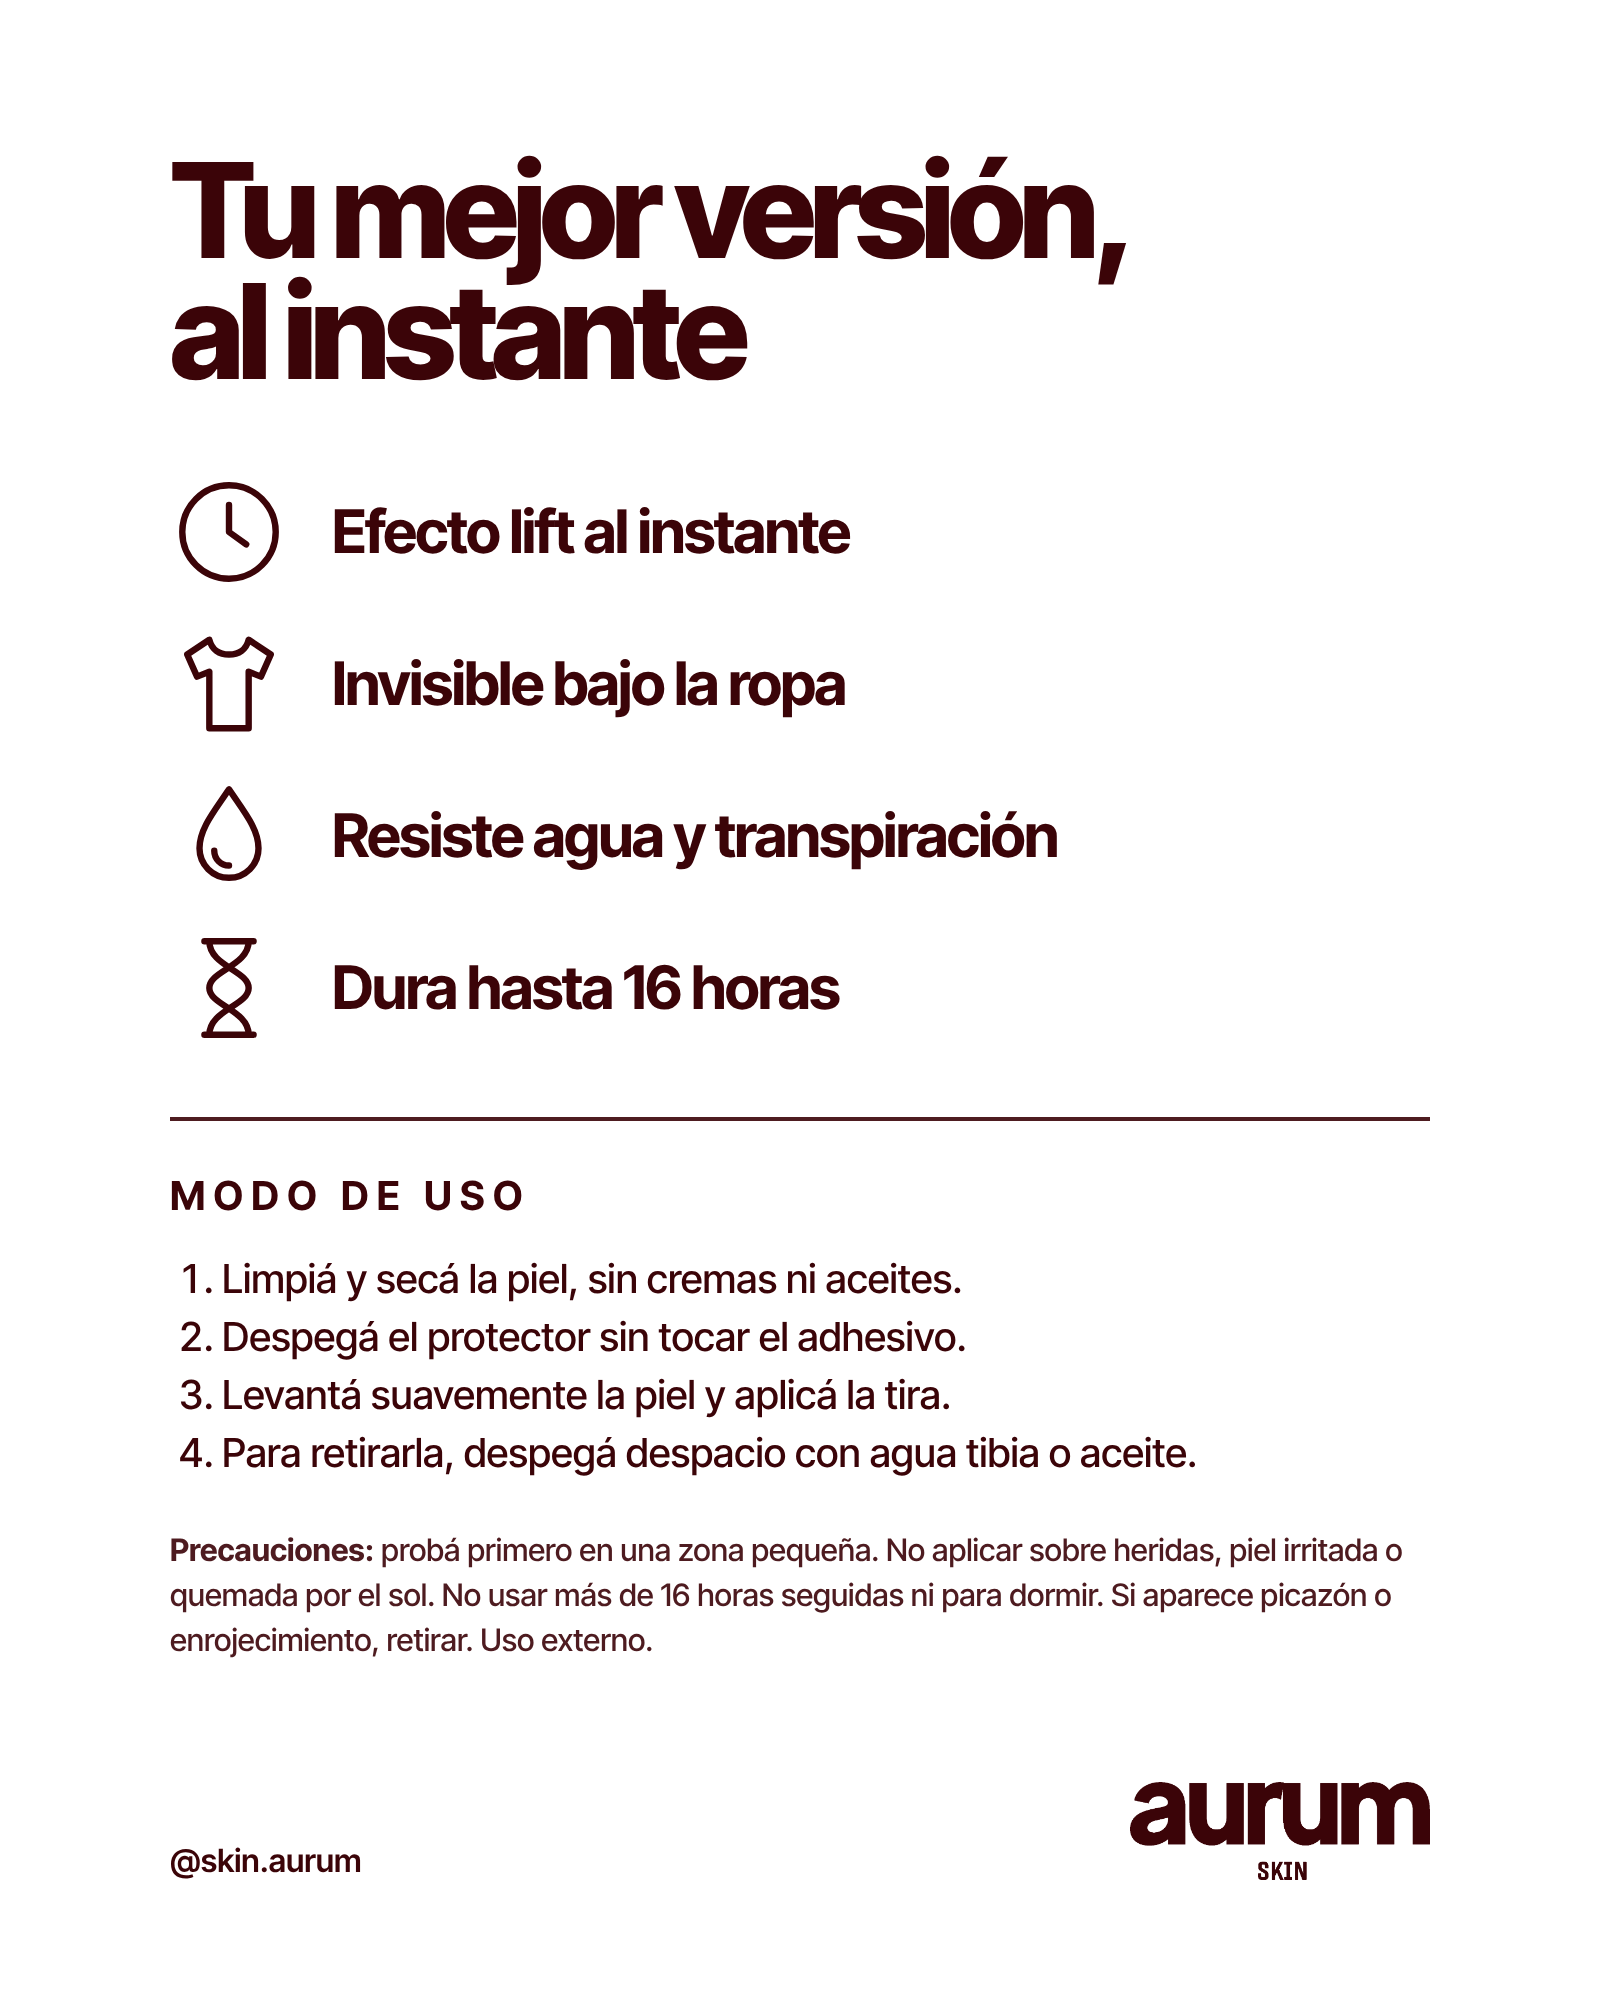 Tu mejor versión,
al instante
Efecto lift al instante
Invisible bajo la ropa
Resiste agua y transpiración
Dura hasta 16 horas
MODO DE USO
1. Limpiá y secá la piel, sin cremas ni aceites.
2. Despegá el protector sin tocar el adhesivo.
3. Levantá suavemente la piel y aplicá la tira.
4. Para retirarla, despegá despacio con agua tibia o aceite.
Precauciones: probá primero en una zona pequeña. No aplicar sobre heridas, piel irritada o
quemada por el sol. No usar más de 16 horas seguidas ni para dormir. Si aparece picazón o
enrojecimiento, retirar. Uso externo.
@skin.aurum
aurum
SKIN